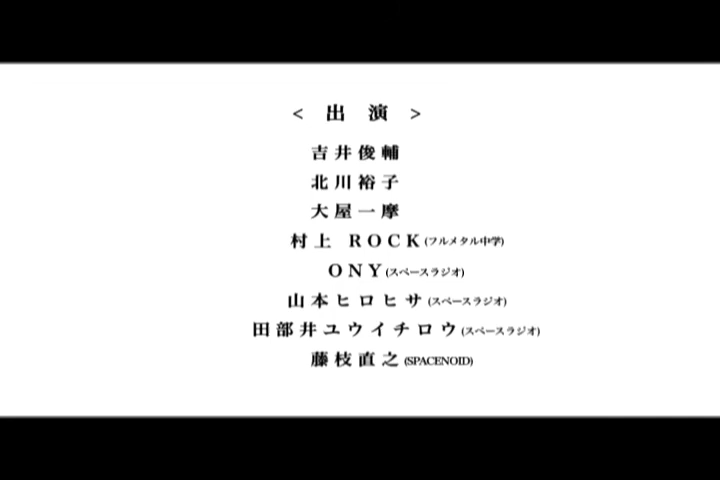 < 出 演 >
吉井俊輔
北川裕子
大屋一摩
村上 ROCK(フルメタル中学)
ONY(スペースラジオ)
山本ヒロヒサ(スペースラジオ)
田部井ユウイチロウ(スペースラジオ)
藤枝直之(SPACENOID)